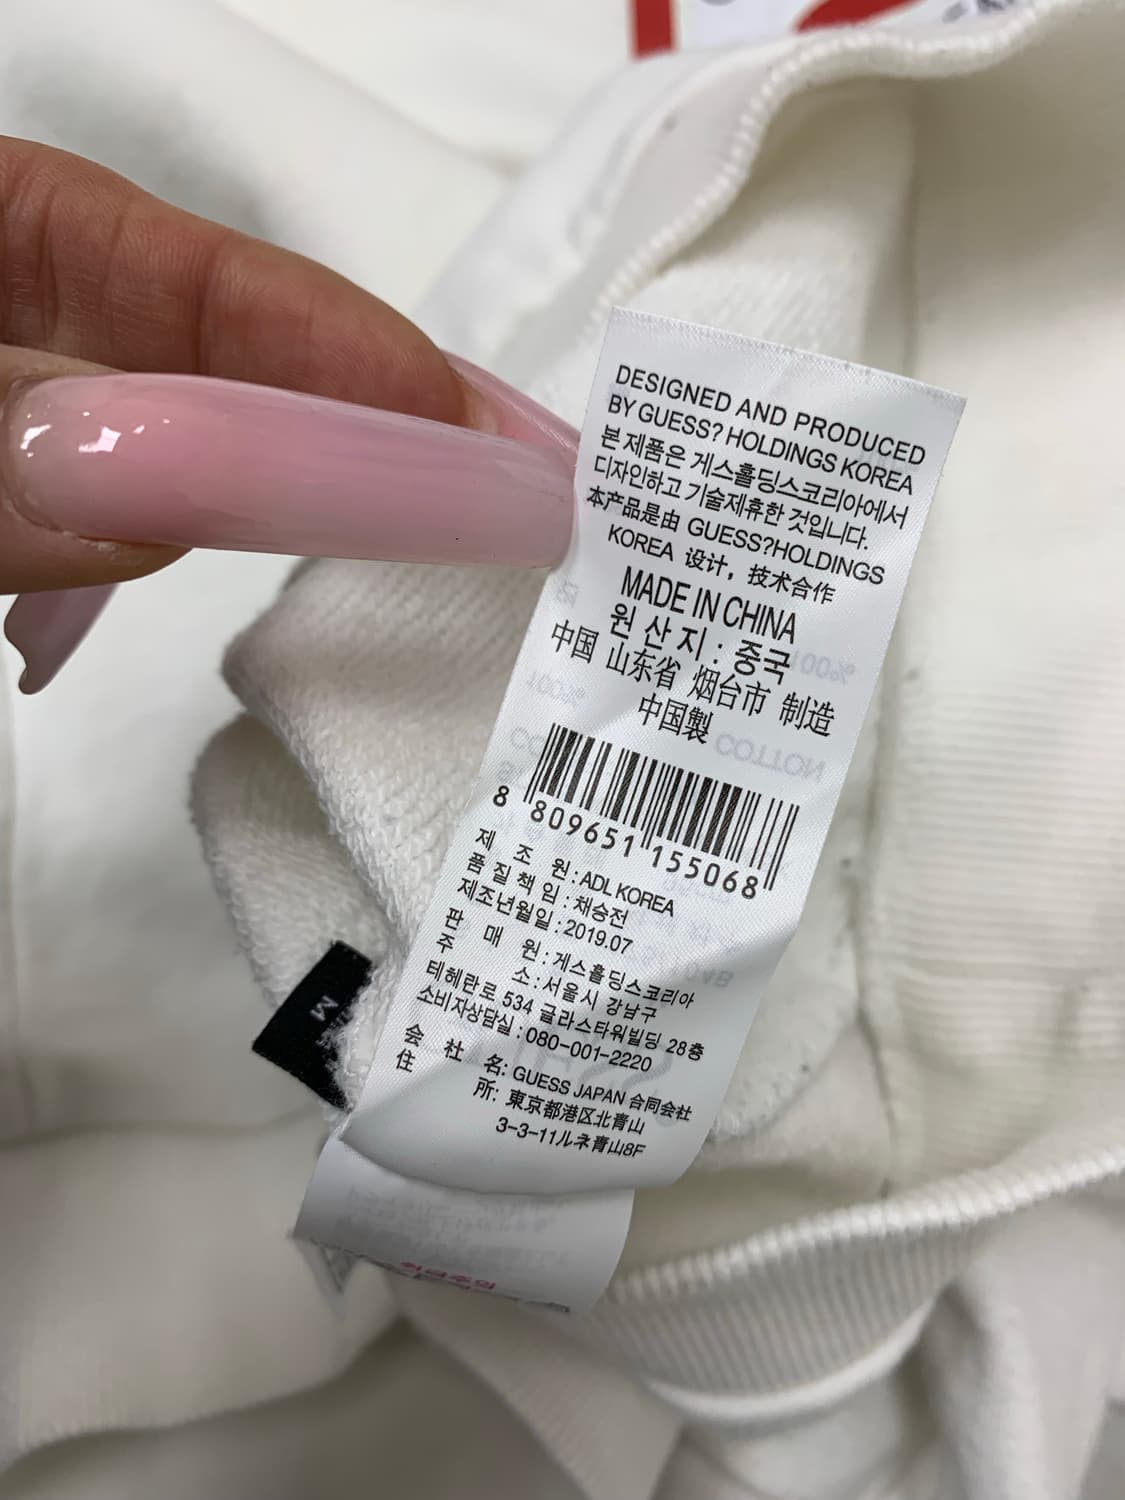 DESIGNED AND PRODUCED
BY GUESS? HOLDINGS KOREA
본 제품은 게스홀딩스코리아에서
디자인하고 기술제휴한 것입니다.
本产品是由 GUESS?HOLDINGS
KOREA 设计，技术合作
MADE IN CHINA
원 산 지 : 중국
中国 山东省 烟台市 制造
中国製
8 809651 155068
제 조 원 : ADL KOREA
품 질 책 임 : 채승전
제조년월일 : 2019.07
판 매 원 : 게스홀딩스코리아
주 소 : 서울시 강남구
테헤란로 534 글라스타워빌딩 28층
소비자상담실 : 080-001-2220
会 社 名: GUESS JAPAN 合同会社
住 所: 東京都港区北青山
3-3-11ルネ青山8F
M
취급주의